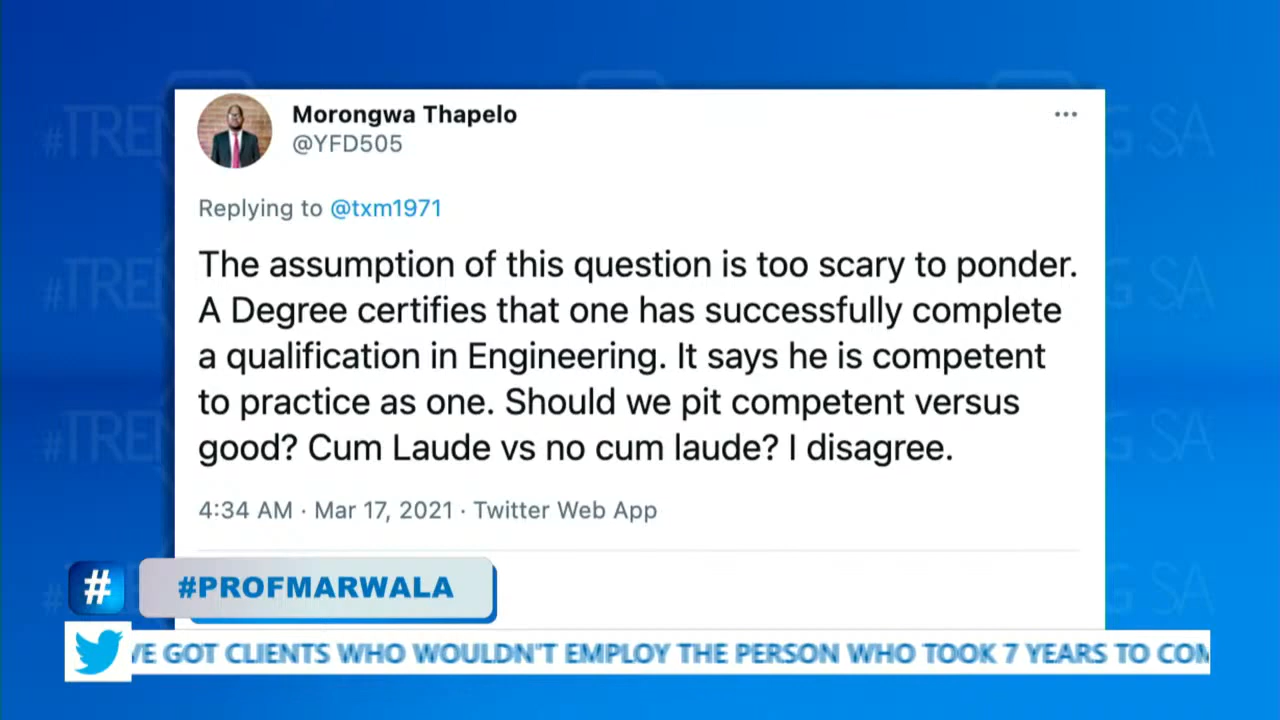 Morongwa Thapelo
@YFD505
Replying to @txm1971
The assumption of this question is too scary to ponder.
A Degree certifies that one has successfully complete
a qualification in Engineering. It says he is competent
to practice as one. Should we pit competent versus
good? Cum Laude vs no cum laude? I disagree.
4:34 AM · Mar 17, 2021 · Twitter Web App
#
#PROFMARWALA
VE GOT CLIENTS WHO WOULDN"T EMPLOY THE PERSON WHO TOOK 7 YEARS TO COM